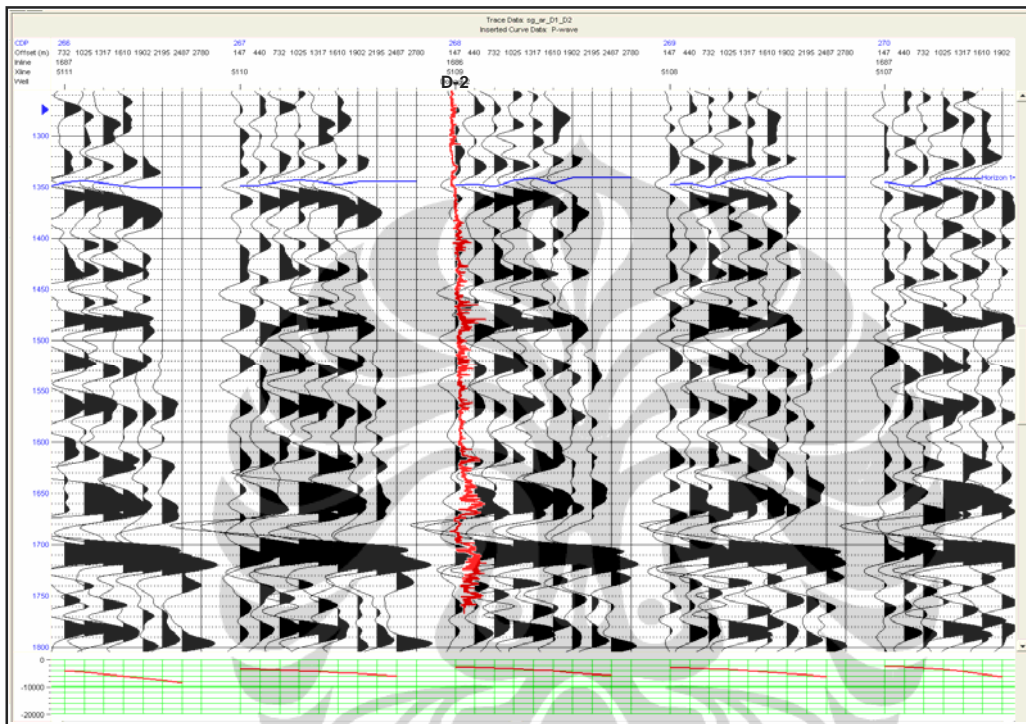 Trace Data: sg_sr_D1_D2
Inserted Curve Data: P-wave
CDP 266 267 268 269 270
Offset (m) 732 1025 1317 1610 1902 2195 2487 2780 147 440 732 1025 1317 1610 1902 2195 2487 2780 147 440 732 1025 1317 1610 1902 2195 2487 2780 147 440 732 1025 1317 1610 1902 2195 2487 2780 147 440 732 1025 1317 1610 1902
Inline 1687 1686 1687
Xline 5111 5110 5109 5108 5107
Well D-2
1300
1350 Horizon 1
1400
1450
1500
1550
1600
1650
1700
1750
1800
0
-10000
-20000